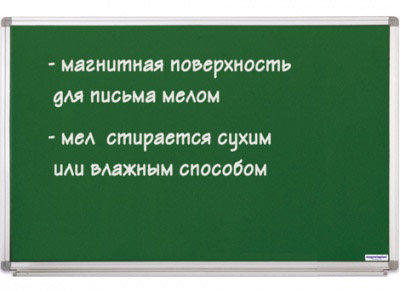 - магнитная поверхность
для письма мелом
- мел стирается сухим
или влажным способом